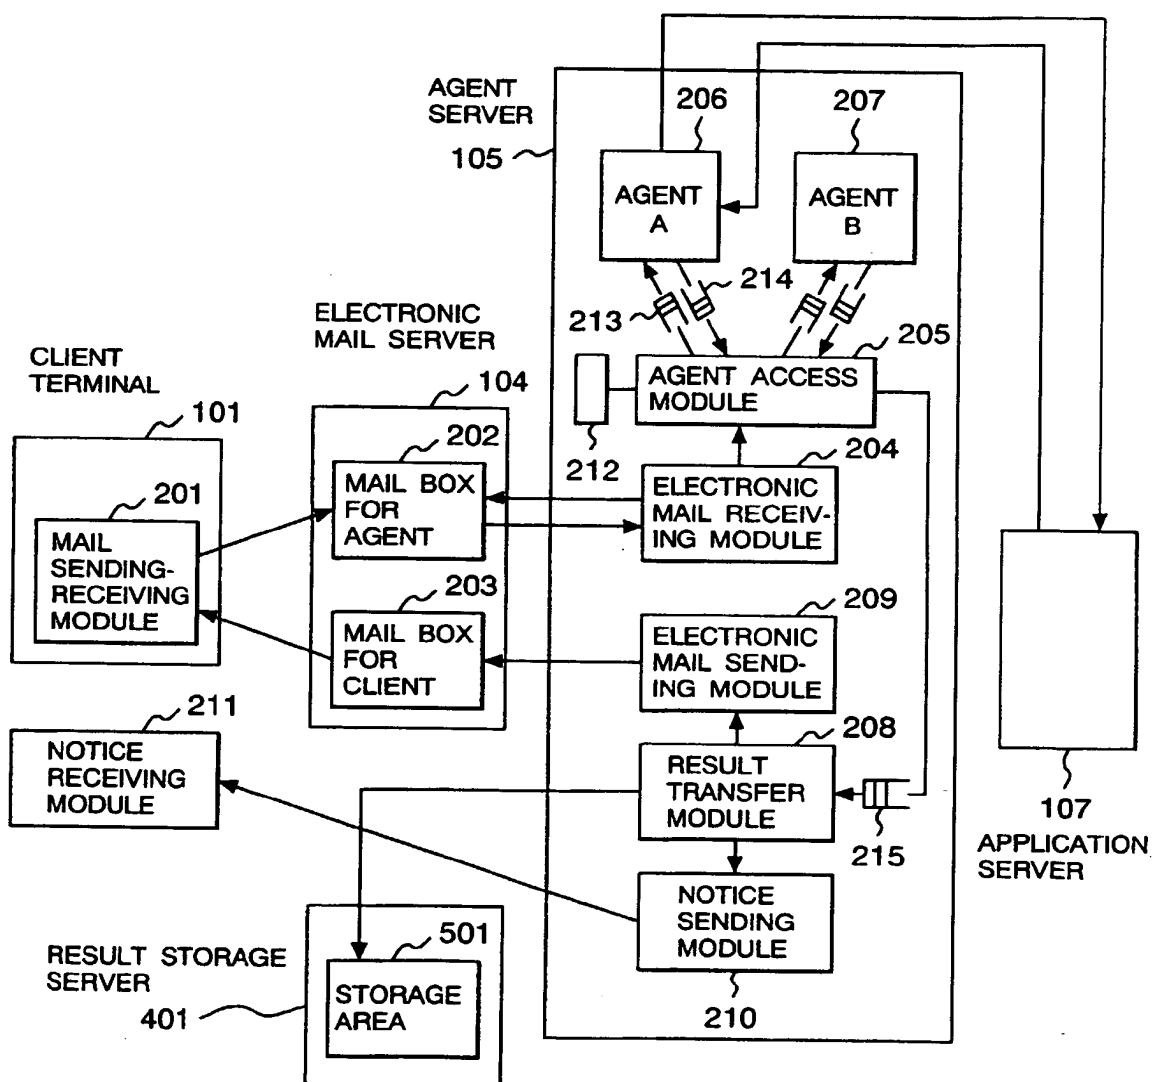 AGENT
SERVER
105
206
207
AGENT
A
AGENT
B
213
214
205
AGENT ACCESS
MODULE
212
CLIENT
TERMINAL
101
ELECTRONIC
MAIL SERVER
104
201
MAIL
SENDING-
RECEIVING
MODULE
202
MAIL BOX
FOR
AGENT
204
ELECTRONIC
MAIL RECEIV-
ING MODULE
203
MAIL BOX
FOR
CLIENT
209
ELECTRONIC
MAIL SEND-
ING MODULE
211
NOTICE
RECEIVING
MODULE
208
RESULT
TRANSFER
MODULE
215
107
APPLICATION
SERVER
NOTICE
SENDING
MODULE
210
RESULT STORAGE
SERVER
401
501
STORAGE
AREA